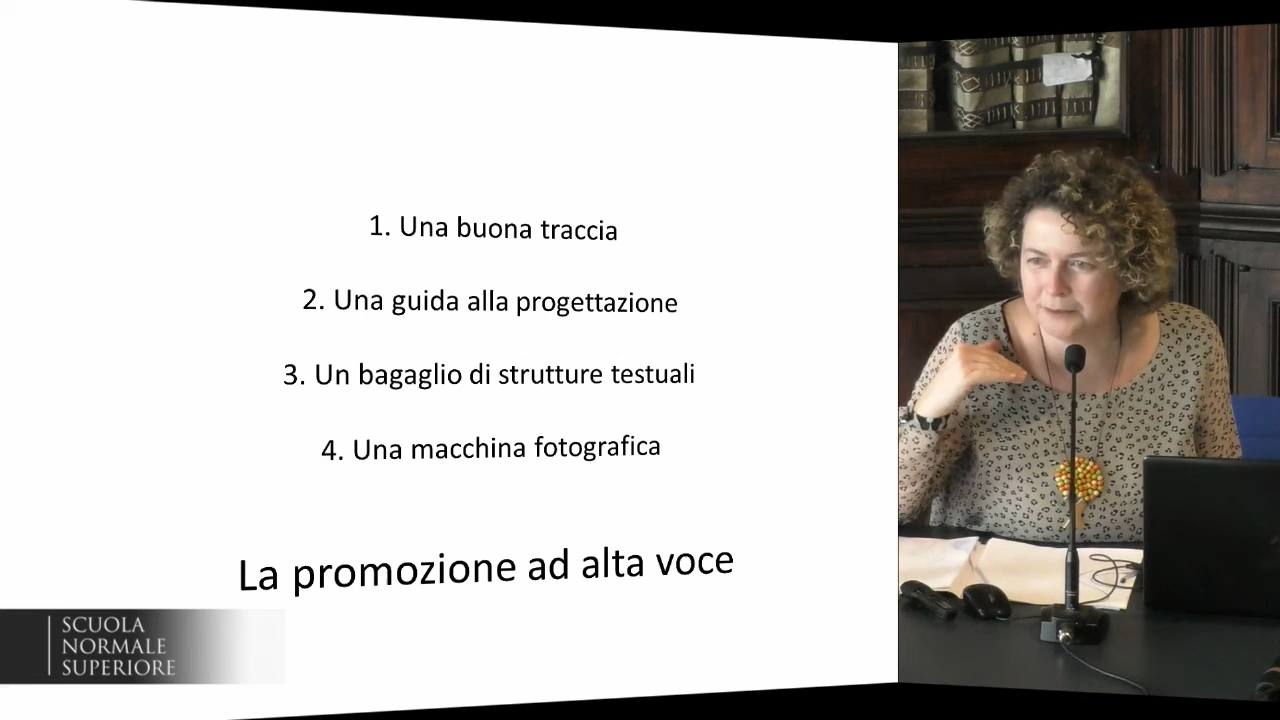 1. Una buona traccia
2. Una guida alla progettazione
3. Un bagaglio di strutture testuali
4. Una macchina fotografica
La promozione ad alta voce
SCUOLA
NORMALE
SUPERIORE